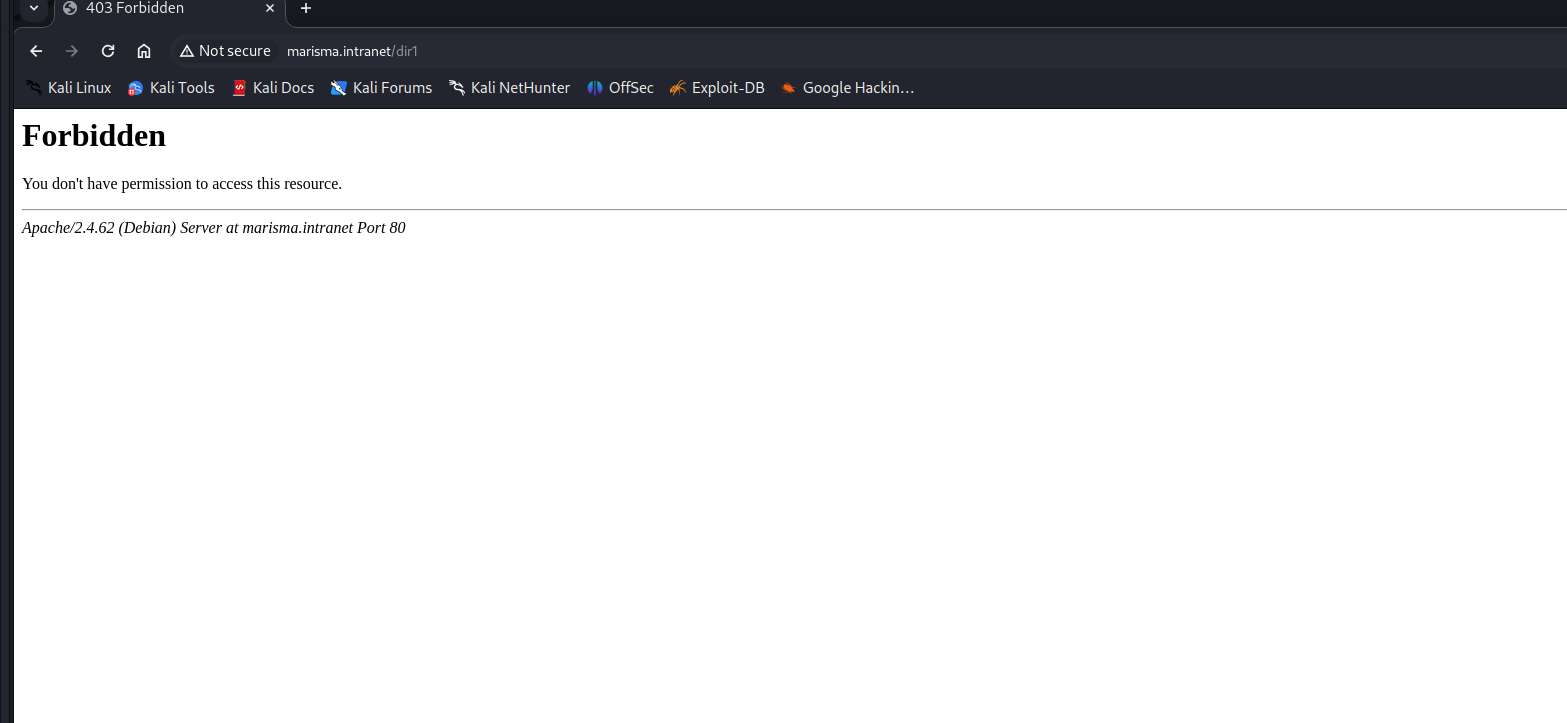 403 Forbidden
Not secure marisma.intranet/dir1
Kali Linux Kali Tools Kali Docs Kali Forums Kali NetHunter OffSec Exploit-DB Google Hackin…
Forbidden
You don't have permission to access this resource.
Apache/2.4.62 (Debian) Server at marisma.intranet Port 80